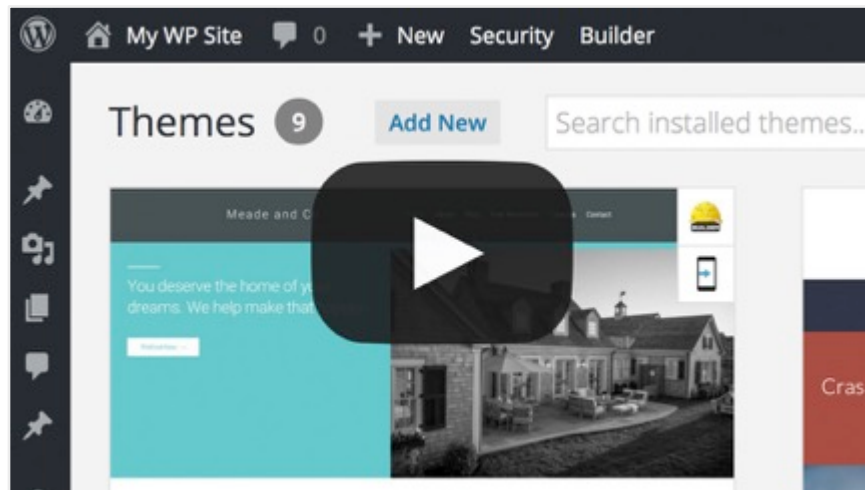 My WP Site 0 New Security Builder
Themes 9 Add New Search installed themes...
Meade and C Contact
You deserve the home of
dreams. We help make that
Cras